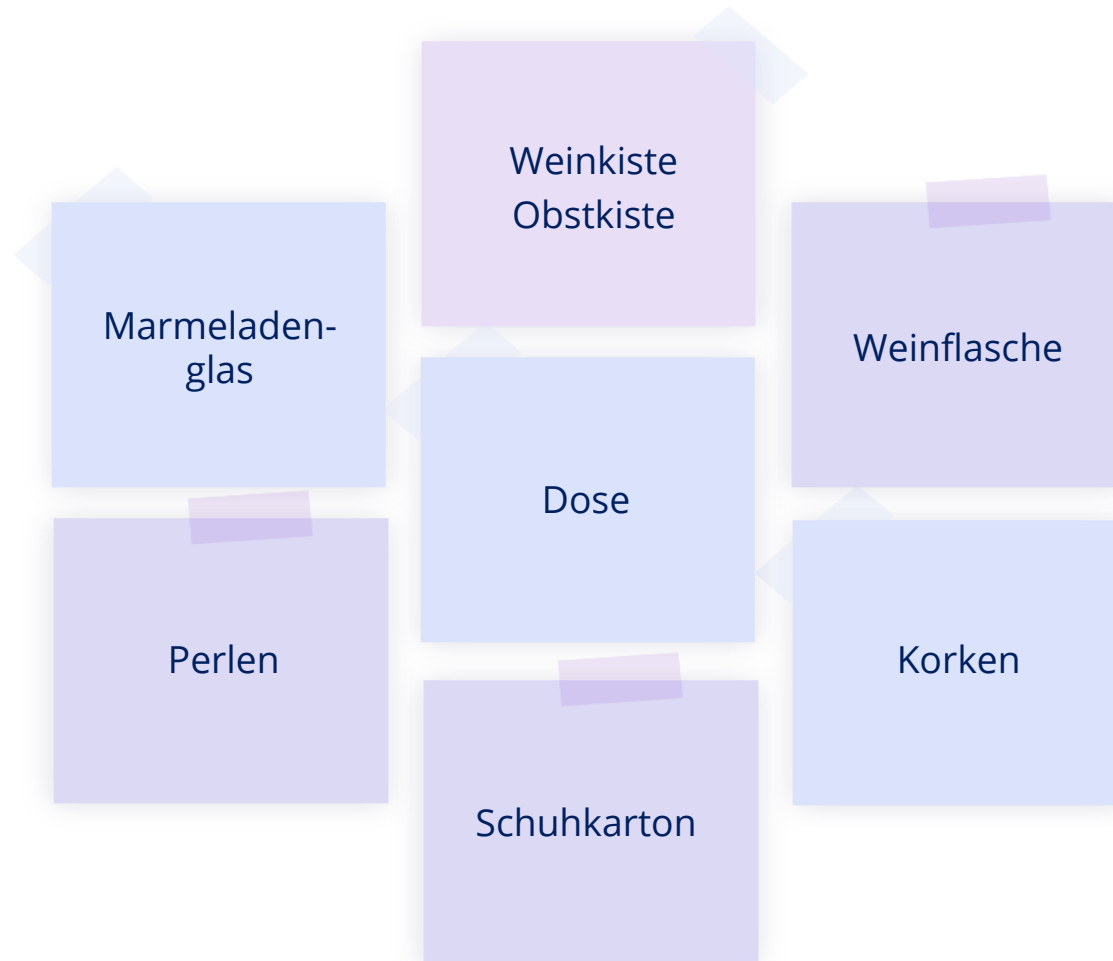 Weinkiste
Obstkiste
Marmeladen-
glas
Weinflasche
Dose
Perlen
Korken
Schuhkarton